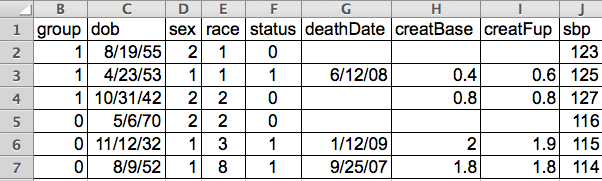 B C D E F G H I J
1 group dob sex race status deathDate creatBase creatFup sbp
2 1 8/19/55 2 1 0 123
3 1 4/23/53 1 1 1 6/12/08 0.4 0.6 125
4 1 10/31/42 2 2 0 0.8 0.8 127
5 0 5/6/70 2 2 0 116
6 0 11/12/32 1 3 1 1/12/09 2 1.9 115
7 0 8/9/52 1 8 1 9/25/07 1.8 1.8 114